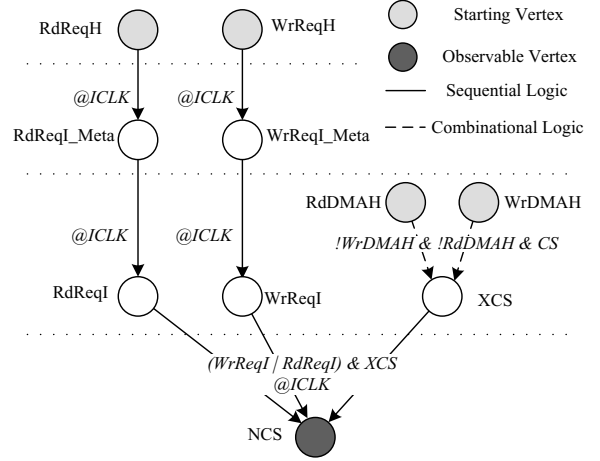 RdReqH
WrReqH
Starting Vertex
Observable Vertex
Sequential Logic
Combinational Logic
@ICLK
@ICLK
RdReqI_Meta
WrReqI_Meta
RdDMAH
WrDMAH
@ICLK
@ICLK
!WrDMAH & !RdDMAH & CS
RdReqI
WrReqI
XCS
(WrReqI | RdReqI) & XCS
@ICLK
NCS